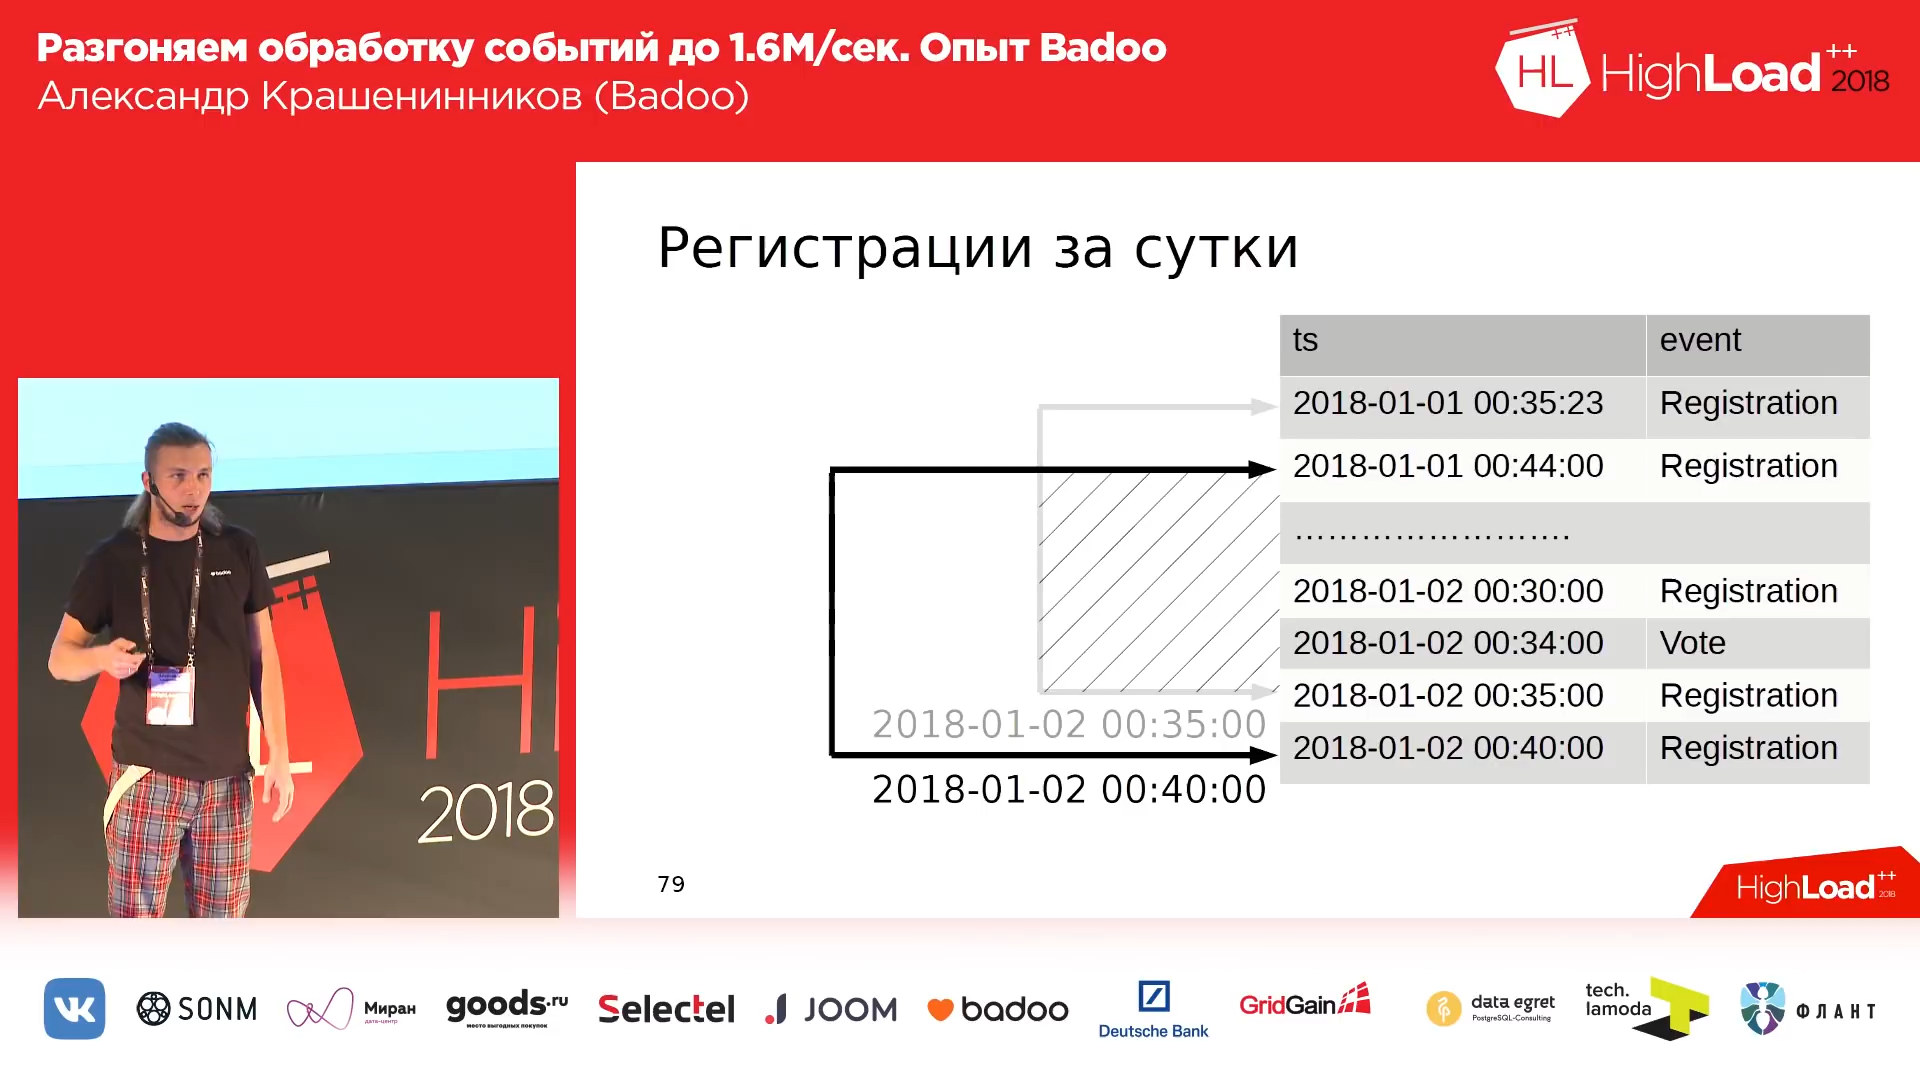 Разгоняем обработку событий до 1.6М/сек. Опыт Badoo
Александр Крашенинников (Badoo)
HL ++
HighLoad ++ 2018
Регистрации за сутки
ts event
2018-01-01 00:35:23 Registration
2018-01-01 00:44:00 Registration
…………………….
2018-01-02 00:30:00 Registration
2018-01-02 00:34:00 Vote
2018-01-02 00:35:00 Registration
2018-01-02 00:40:00 Registration
2018-01-02 00:35:00
2018-01-02 00:40:00
79
HighLoad ++ 2018
badoo
++
H
2018
VK
SONM
Миран
дата-центр
goods.ru
место выгодных покупок
Selectel
JOOM
badoo
Deutsche Bank
GridGain
data egret
PostgreSQL-Consulting
tech.
lamoda
ФЛАНТ